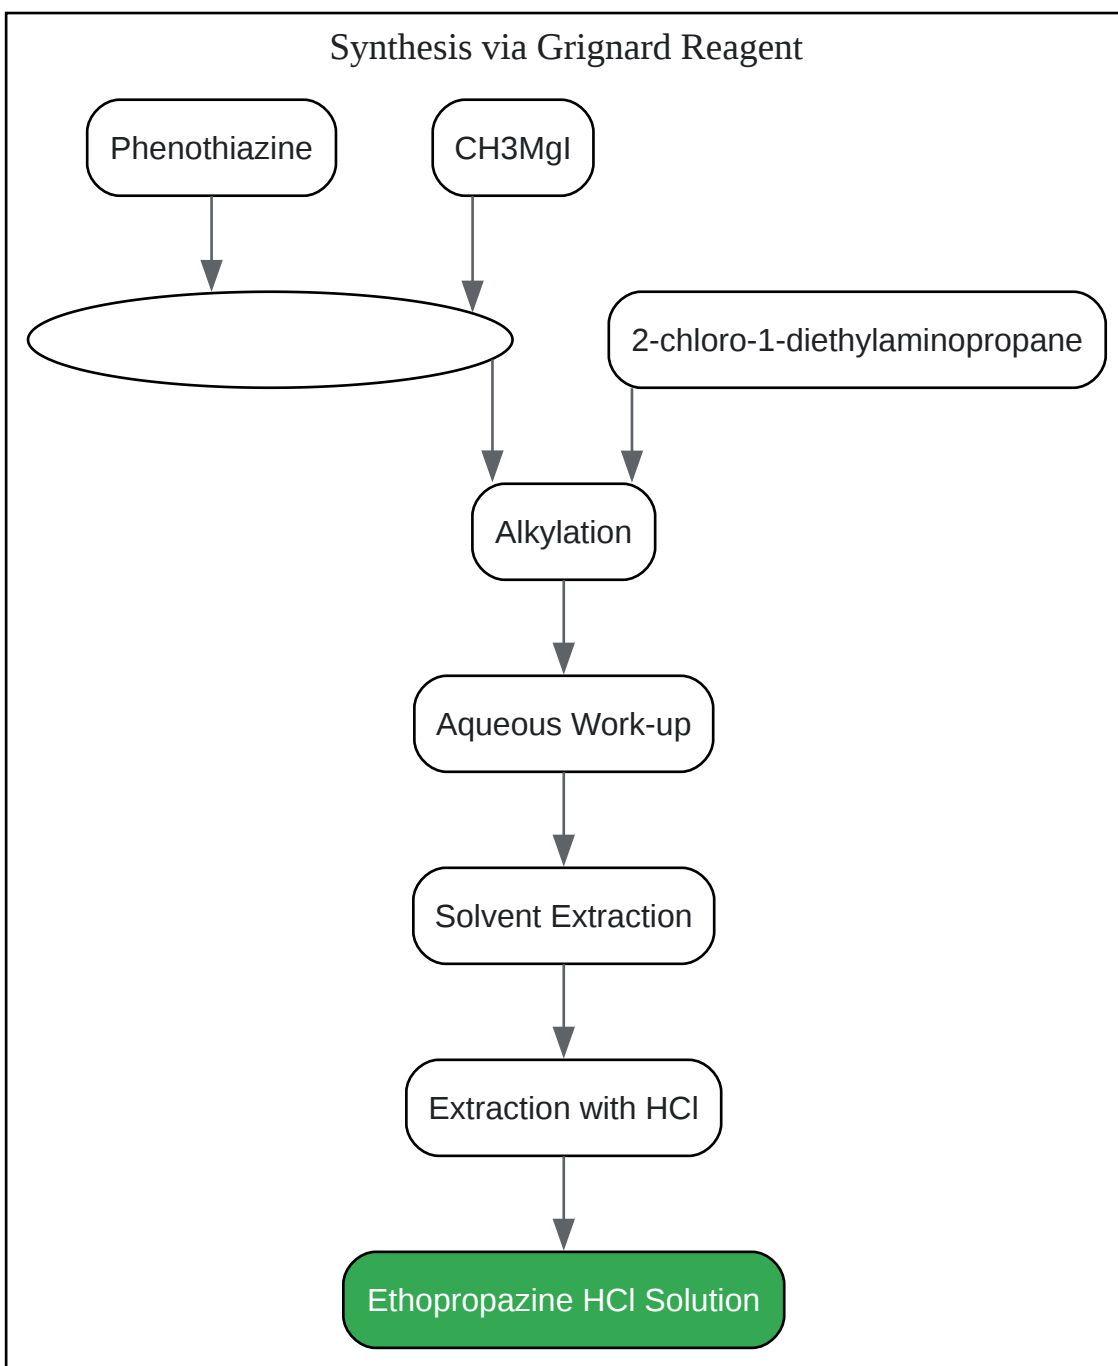 Synthesis via Grignard Reagent
Phenothiazine
CH3MgI
2-chloro-1-diethylaminopropane
Alkylation
Aqueous Work-up
Solvent Extraction
Extraction with HCl
Ethopropazine HCl Solution